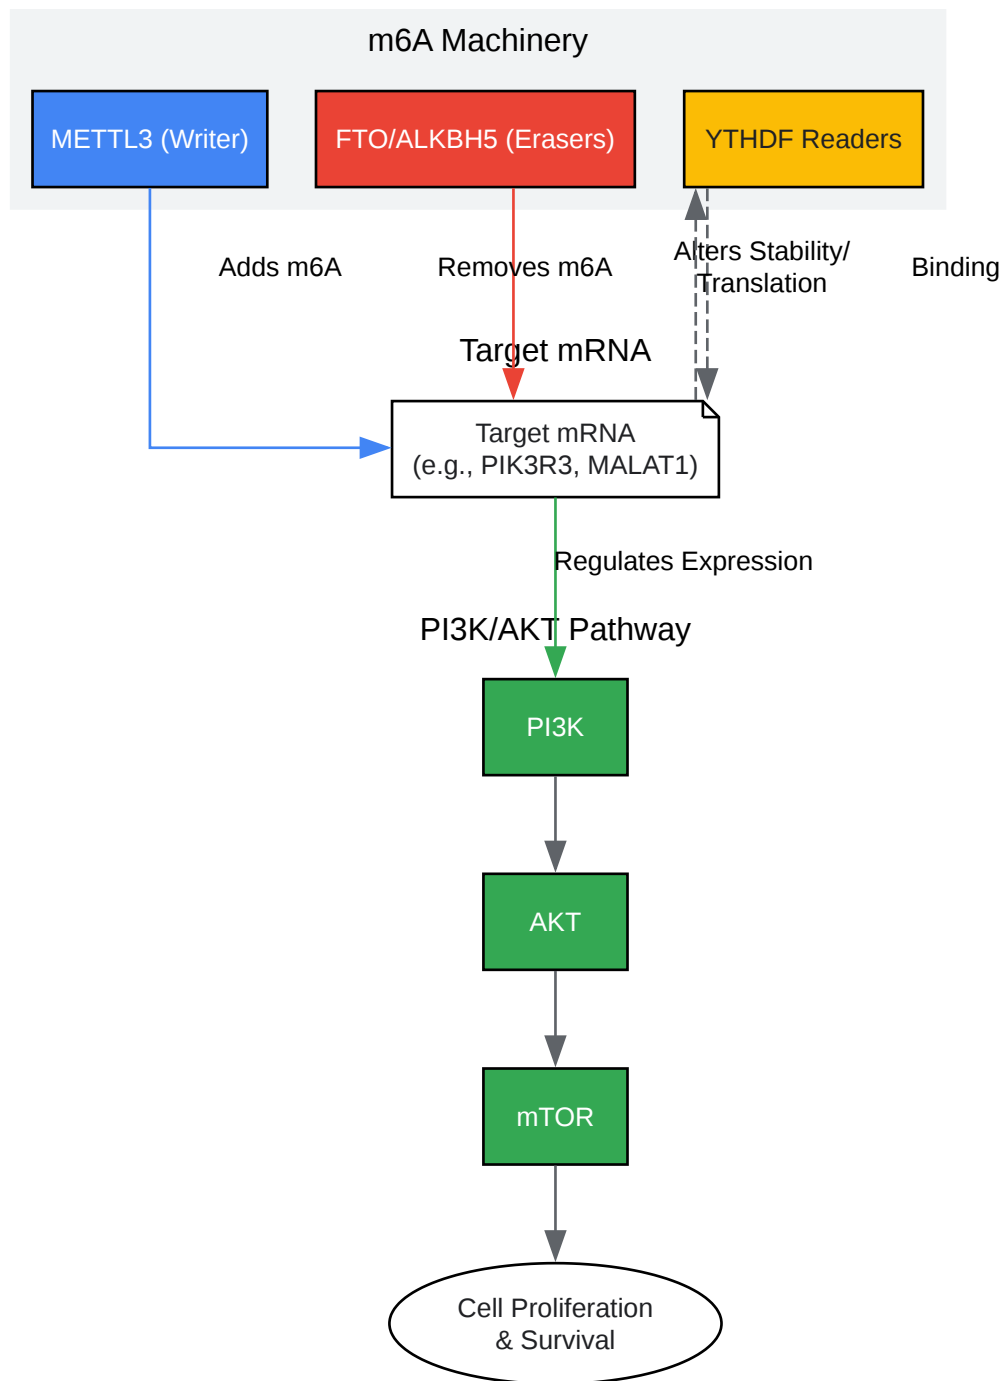 m6A Machinery
METTL3 (Writer)
FTO/ALKBH5 (Erasers)
YTHDF Readers
Adds m6A
Removes m6A
Alters Stability/
Translation
Binding
Target mRNA
Target mRNA
(e.g., PIK3R3, MALAT1)
Regulates Expression
PI3K/AKT Pathway
PI3K
AKT
mTOR
Cell Proliferation
& Survival